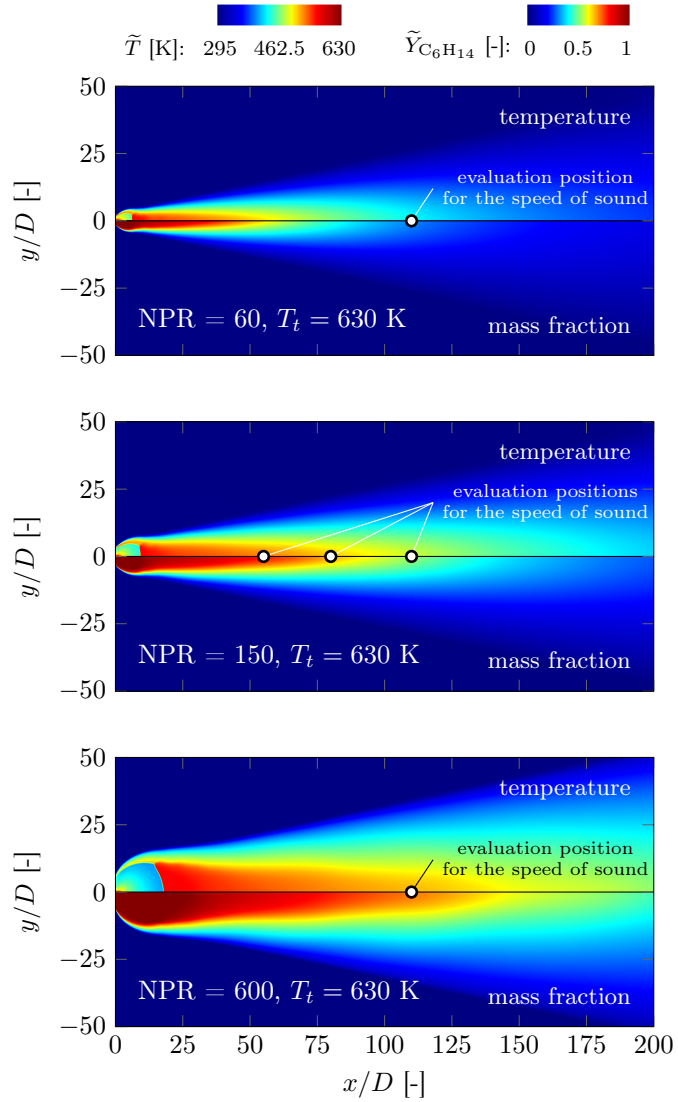 T̃ [K]: 295 462.5 630 Ỹ_C₆H₁₄ [-]: 0 0.5 1
50
25
0
−25
−50
y/D [-]
temperature
evaluation position
for the speed of sound
NPR = 60, T_t = 630 K
mass fraction
50
25
0
−25
−50
y/D [-]
temperature
evaluation positions
for the speed of sound
NPR = 150, T_t = 630 K
mass fraction
50
25
0
−25
−50
y/D [-]
temperature
evaluation position
for the speed of sound
NPR = 600, T_t = 630 K
mass fraction
0 25 50 75 100 125 150 175 200
x/D [-]